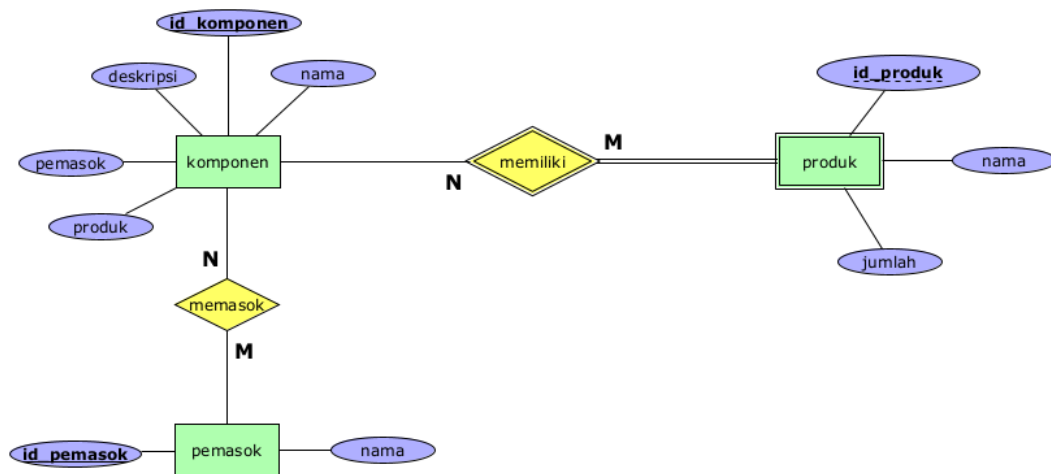 id_komponen
deskripsi
nama
id_produk
pemasok
komponen
N
memiliki
M
produk
nama
produk
jumlah
N
memasok
M
id_pemasok
pemasok
nama